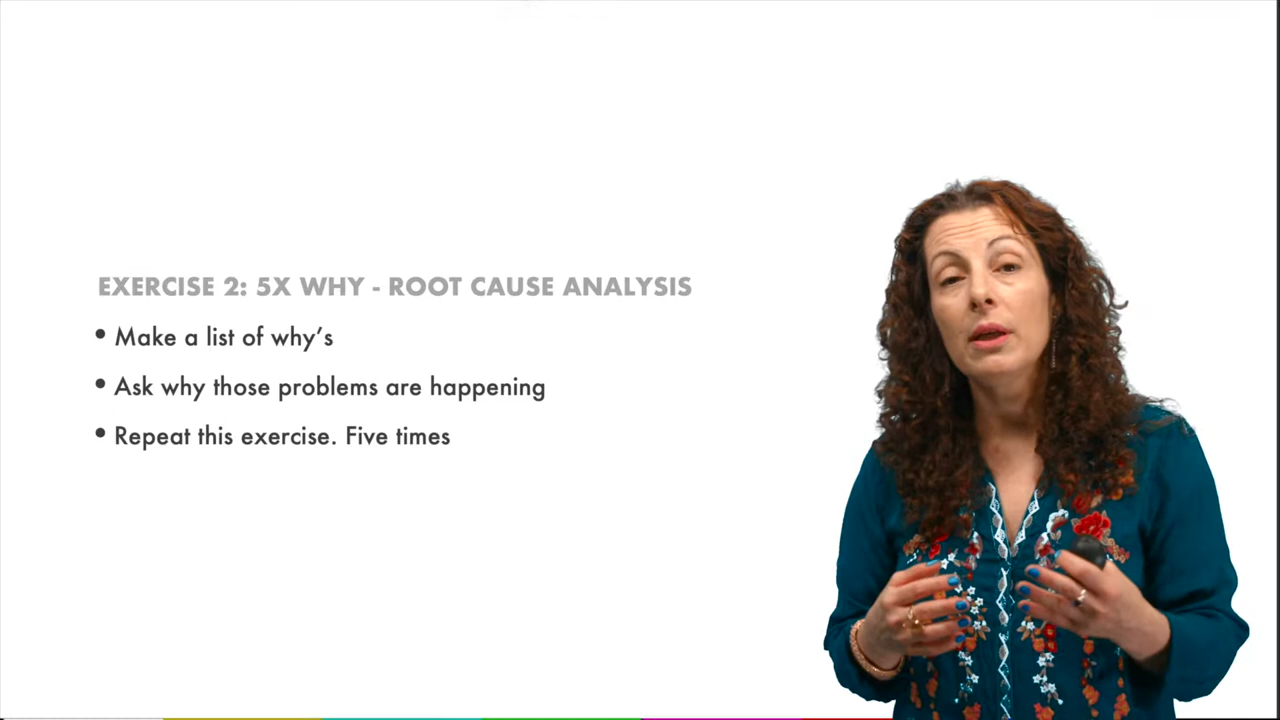 EXERCISE 2: 5X WHY - ROOT CAUSE ANALYSIS
• Make a list of why’s
• Ask why those problems are happening
• Repeat this exercise. Five times